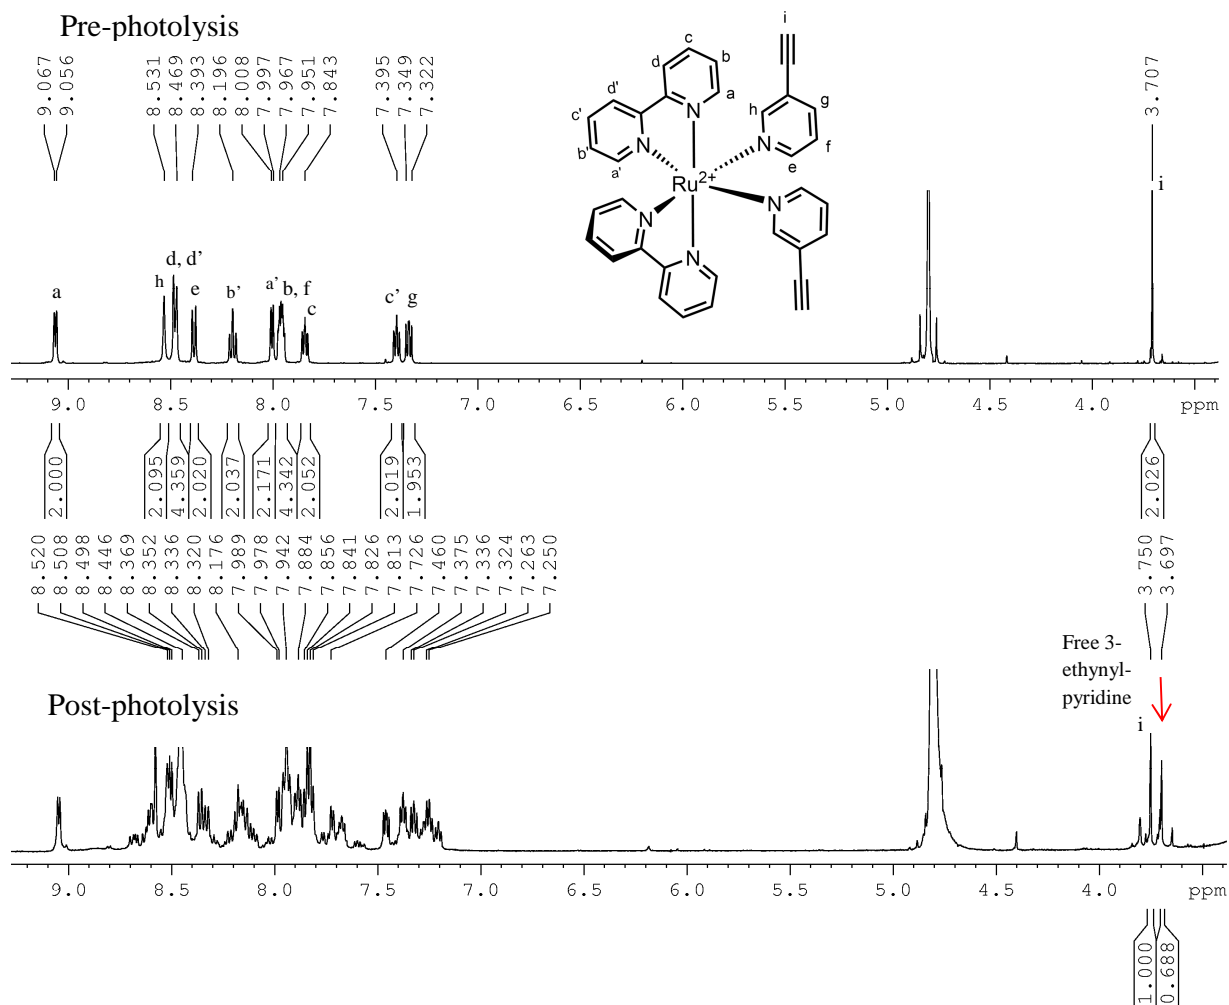 Pre-photolysis
9.067
9.056
8.531
8.469
8.393
8.196
8.008
7.997
7.967
7.951
7.843
7.395
7.349
7.322
3.707
i
c
d
b
d'
a
c'
b'
a'
h
g
f
e
N
N
N
Ru2+
N
N
N
i
a
h
d, d’
e
b’
a’
b, f
c
c’
g
9.0 8.5 8.0 7.5 7.0 6.5 6.0 5.5 5.0 4.5 4.0 ppm
2.000
2.095
4.359
2.020
2.037
2.171
4.342
2.052
2.019
1.953
2.026
8.520
8.508
8.498
8.446
8.369
8.352
8.336
8.320
8.176
7.989
7.978
7.942
7.884
7.856
7.841
7.826
7.813
7.726
7.460
7.375
7.336
7.324
7.263
7.250
3.750
3.697
Free 3-
ethynyl-
pyridine
Post-photolysis
i
9.0 8.5 8.0 7.5 7.0 6.5 6.0 5.5 5.0 4.5 4.0 ppm
1.000
0.688